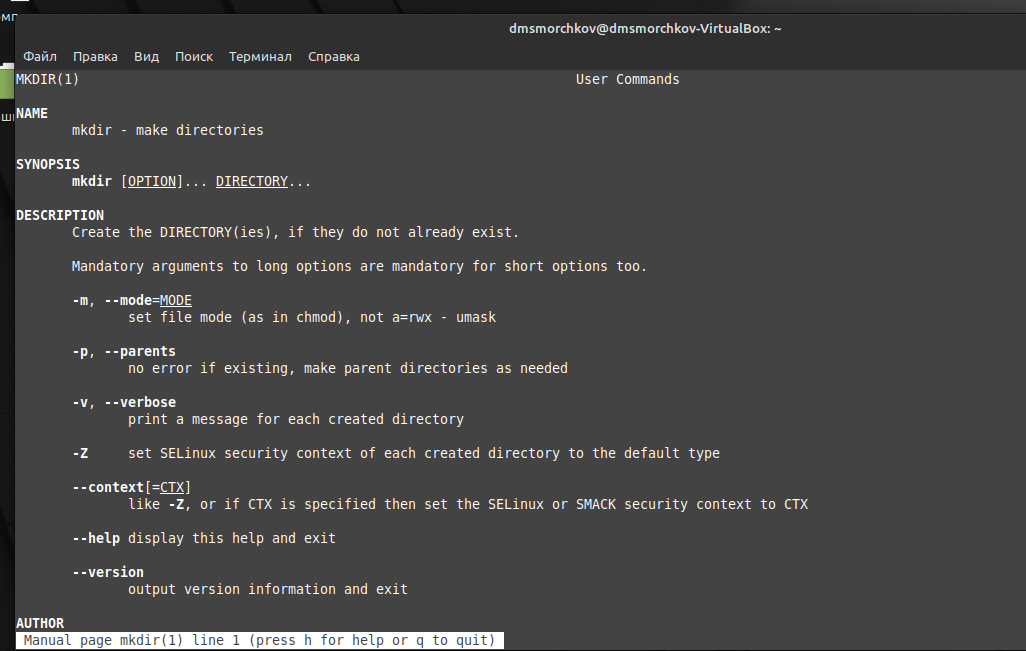 dmsmorchkov@dmsmorchkov-VirtualBox: ~
Файл Правка Вид Поиск Терминал Справка
MKDIR(1) User Commands
NAME
mkdir - make directories
SYNOPSIS
mkdir [OPTION]... DIRECTORY...
DESCRIPTION
Create the DIRECTORY(ies), if they do not already exist.
Mandatory arguments to long options are mandatory for short options too.
-m, --mode=MODE
set file mode (as in chmod), not a=rwx - umask
-p, --parents
no error if existing, make parent directories as needed
-v, --verbose
print a message for each created directory
-Z set SELinux security context of each created directory to the default type
--context[=CTX]
like -Z, or if CTX is specified then set the SELinux or SMACK security context to CTX
--help display this help and exit
--version
output version information and exit
AUTHOR
Manual page mkdir(1) line 1 (press h for help or q to quit)